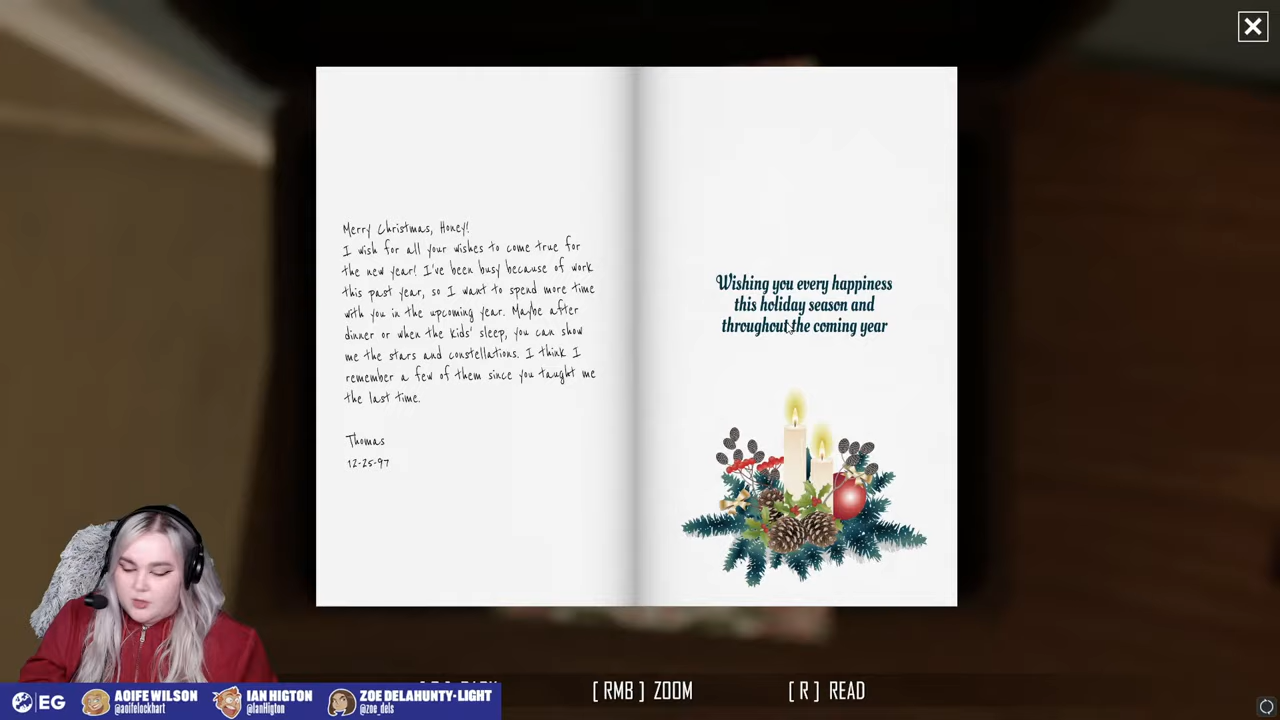 Merry Christmas, Honey!
I wish for all your wishes to come true for
the new year! I've been busy because of work
this past year, so I want to spend more time
with you in the upcoming year. Maybe after
dinner or when the kids' sleep, you can show
me the stars and constellations. I think I
remember a few of them since you taught me
the last time.
Thomas
12-25-97
Wishing you every happiness
this holiday season and
throughout the coming year
[ RMB ] ZOOM
[ R ] READ
EG
AOIFE WILSON
@aoifelockhart
IAN HIGTON
@IanHigton
ZOE DELAHUNTY-LIGHT
@zoe_dels